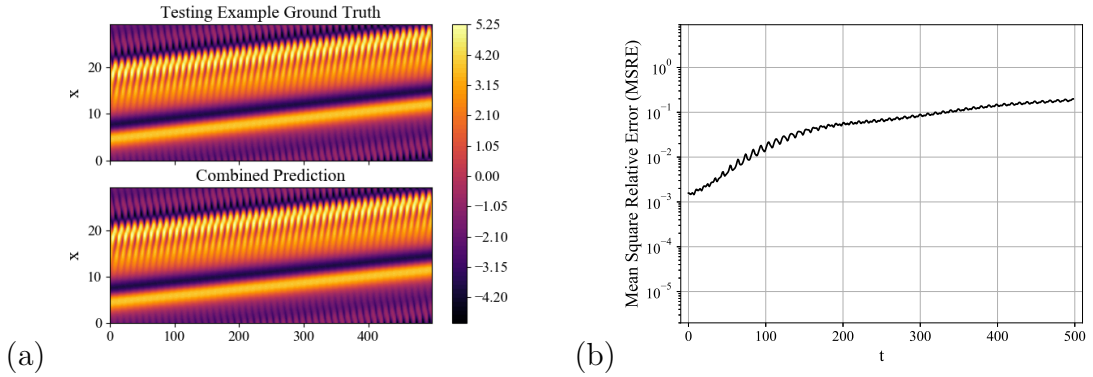 Testing Example Ground Truth
x
20
10
0
Combined Prediction
x
20
10
0
0 100 200 300 400
5.25
4.20
3.15
2.10
1.05
0.00
−1.05
−2.10
−3.15
−4.20
(a)
Mean Square Relative Error (MSRE)
10^0
10^−1
10^−2
10^−3
10^−4
10^−5
0 100 200 300 400 500
t
(b)